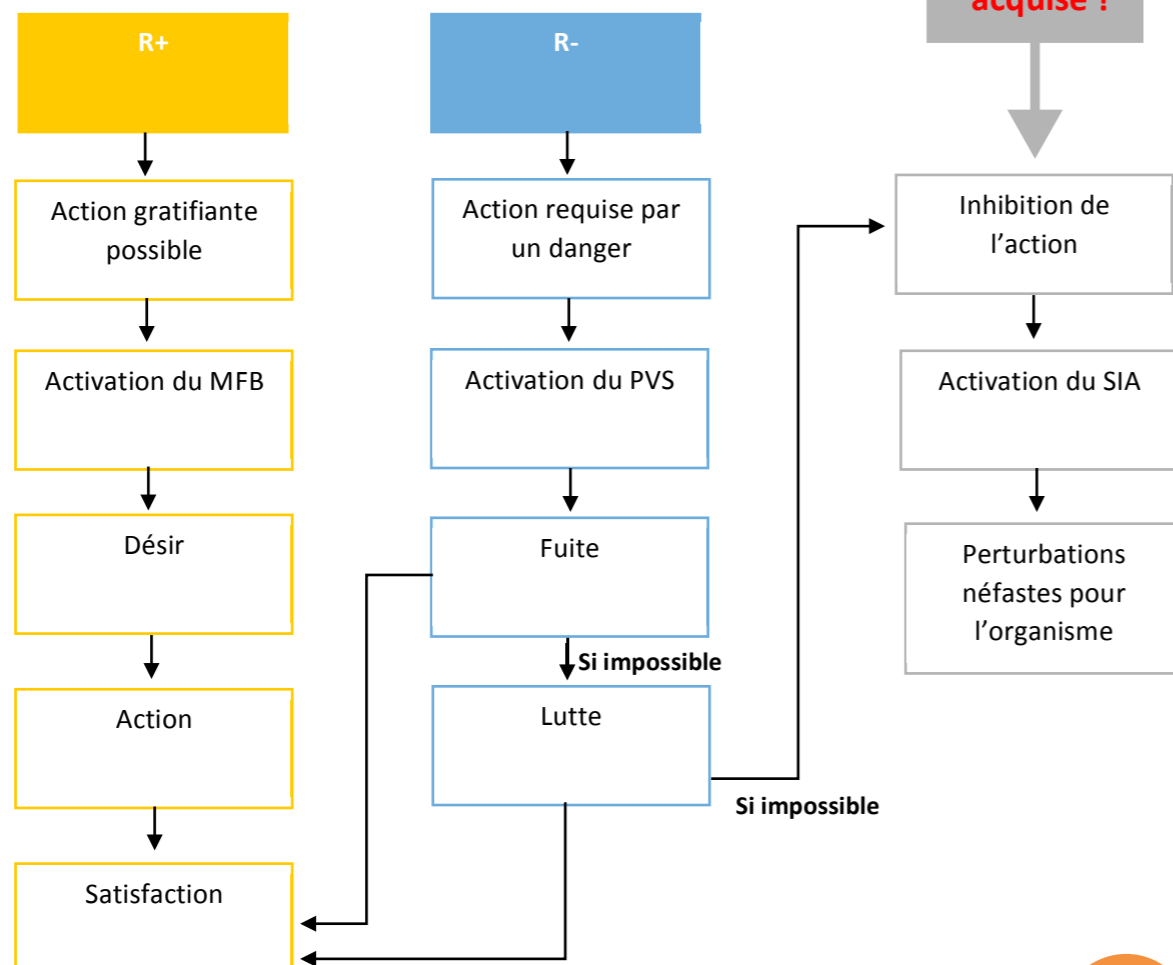 acquise !
R+
R-
Action gratifiante
possible
Action requise par
un danger
Inhibition de
l'action
Activation du MFB
Activation du PVS
Activation du SIA
Désir
Fuite
Perturbations
néfastes pour
l'organisme
Si impossible
Action
Lutte
Si impossible
Satisfaction